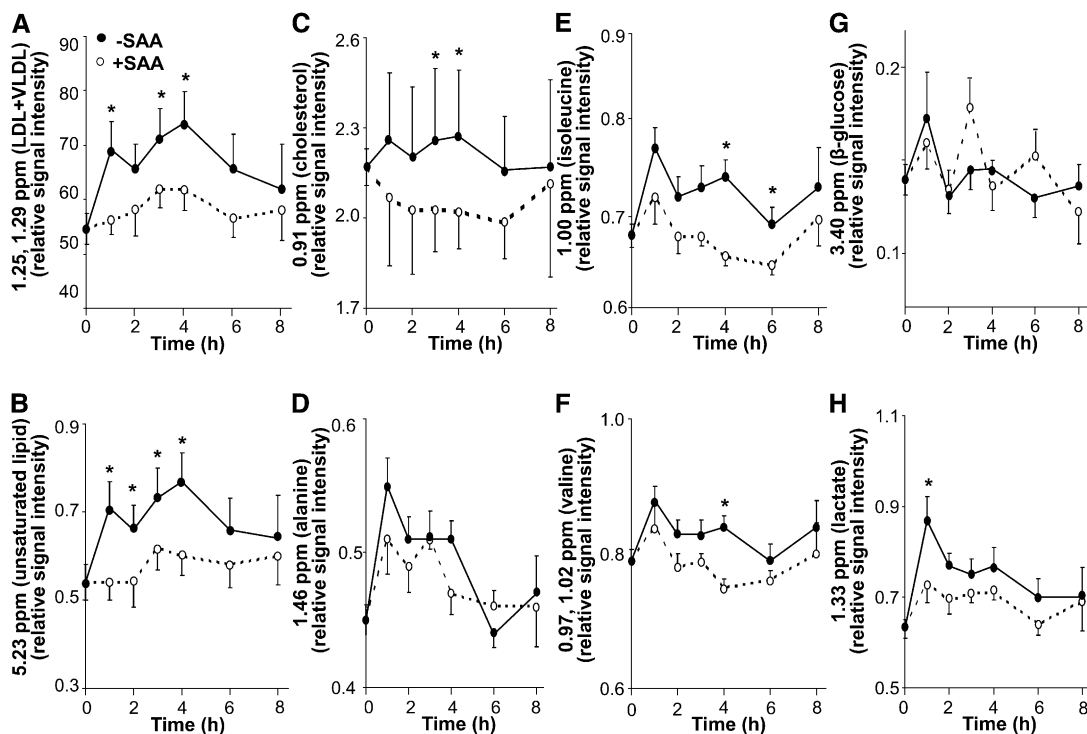 A
1.25, 1.29 ppm (LDL+VLDL)
(relative signal intensity)
90
80
70
60
50
40
-SAA
+SAA
*
*
*
0
2
4
6
8
Time (h)
C
0.91 ppm (cholesterol)
(relative signal intensity)
2.6
2.3
2.0
1.7
*
*
0
2
4
6
8
Time (h)
E
1.00 ppm (isoleucine)
(relative signal intensity)
0.9
0.8
0.7
0.6
*
*
0
2
4
6
8
Time (h)
G
3.40 ppm (β-glucose)
(relative signal intensity)
0.2
0.1
0
2
4
6
8
Time (h)
B
5.23 ppm (unsaturated lipid)
(relative signal intensity)
0.9
0.7
0.5
0.3
*
*
*
*
0
2
4
6
8
Time (h)
D
1.46 ppm (alanine)
(relative signal intensity)
0.6
0.5
0.4
0
2
4
6
8
Time (h)
F
0.97, 1.02 ppm (valine)
(relative signal intensity)
1.0
0.8
0.6
*
0
2
4
6
8
Time (h)
H
1.33 ppm (lactate)
(relative signal intensity)
1.1
0.9
0.7
0.5
*
0
2
4
6
8
Time (h)